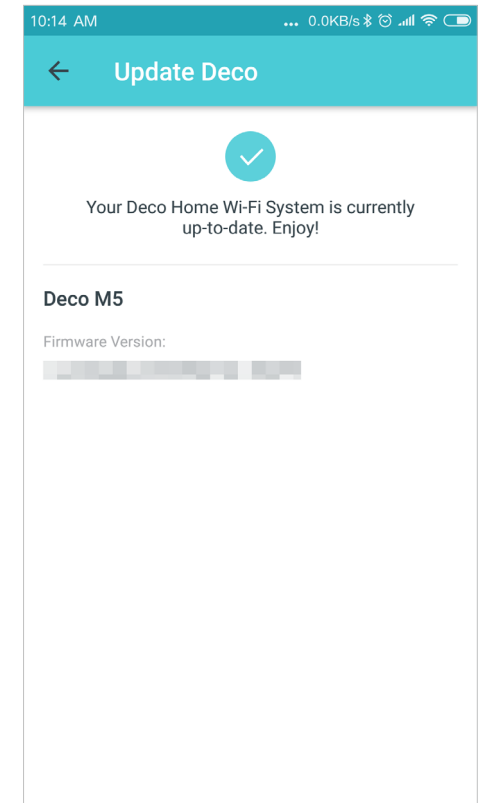 10:14 AM ... 0.0KB/s
Update Deco
Your Deco Home Wi-Fi System is currently
up-to-date. Enjoy!
Deco M5
Firmware Version: